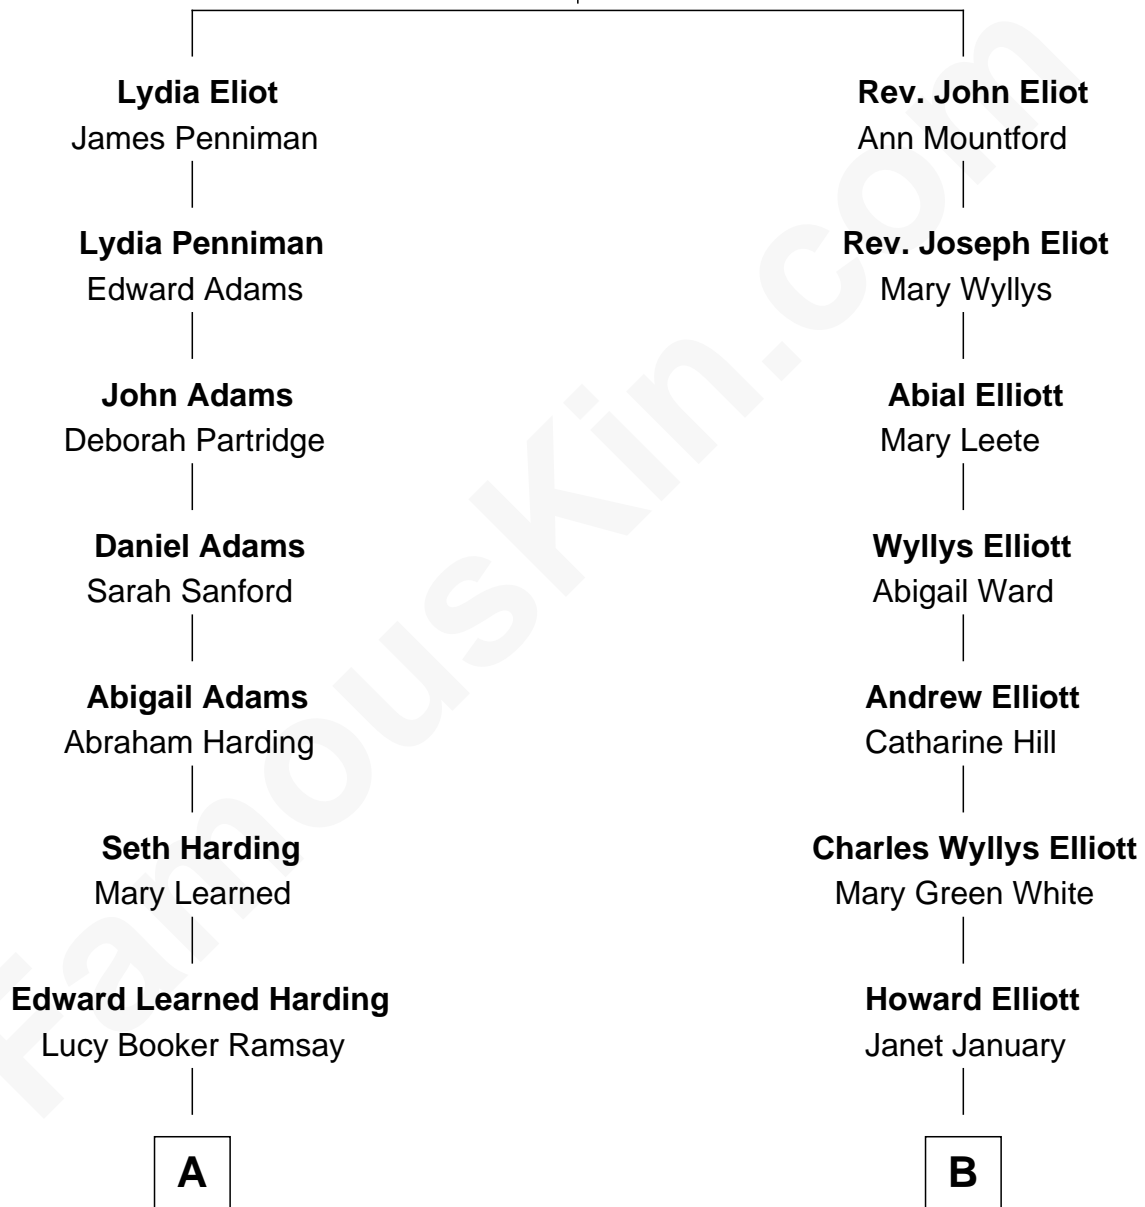 Lydia Eliot
James Penniman
Rev. John Eliot
Ann Mountford
Lydia Penniman
Edward Adams
Rev. Joseph Eliot
Mary Wyllys
John Adams
Deborah Partridge
Abial Elliott
Mary Leete
Daniel Adams
Sarah Sanford
Wyllys Elliott
Abigail Ward
Abigail Adams
Abraham Harding
Andrew Elliott
Catharine Hill
Seth Harding
Mary Learned
Charles Wyllys Elliott
Mary Green White
Edward Learned Harding
Lucy Booker Ramsay
Howard Elliott
Janet January
A
B
FamousKin.com